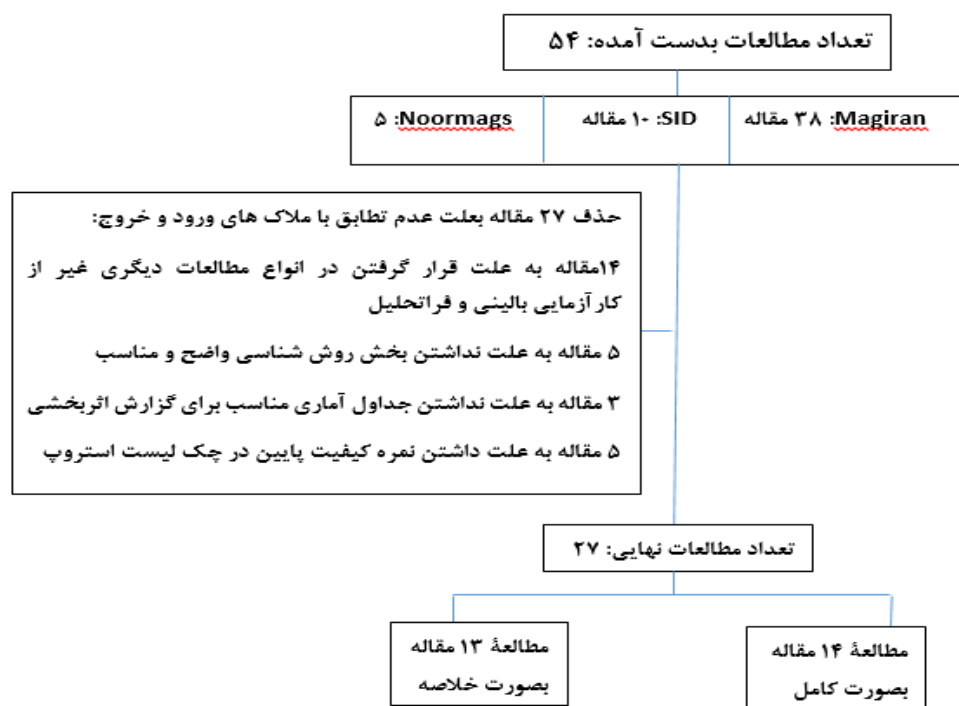 تعداد مطالعات بدست آمده: ۵۴
Magiran: ۳۸ مقاله
SID: ۱۰ مقاله
Noormags: ۵
حذف ۲۷ مقاله بعلت عدم تطابق با ملاک های ورود و خروج:
۱۴مقاله به علت قرار گرفتن در انواع مطالعات دیگری غیر از
کارآزمایی بالینی و فراتحلیل
۵ مقاله به علت نداشتن بخش روش شناسی واضح و مناسب
۳ مقاله به علت نداشتن جداول آماری مناسب برای گزارش اثربخشی
۵ مقاله به علت داشتن نمره کیفیت پایین در چک لیست استروپ
تعداد مطالعات نهایی: ۲۷
مطالعۀ ۱۴ مقاله
بصورت کامل
مطالعۀ ۱۳ مقاله
بصورت خلاصه